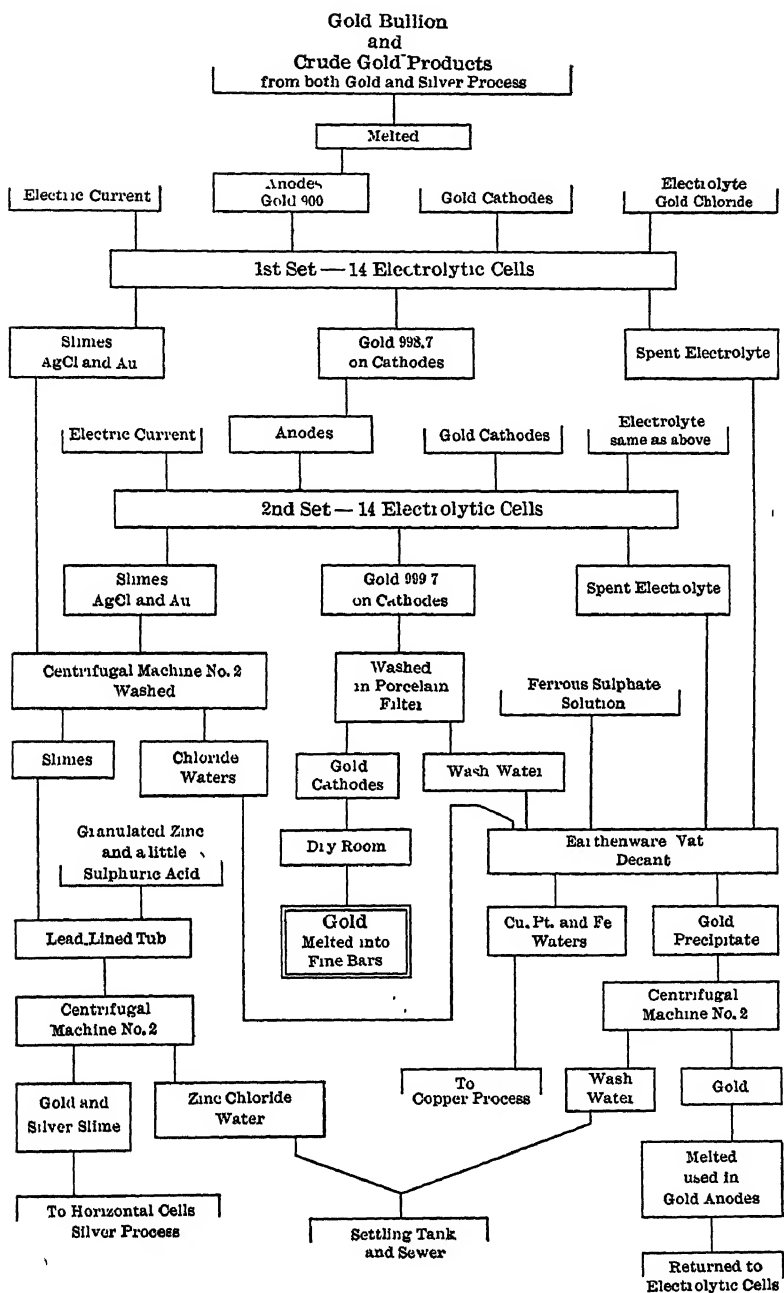 Gold Bullion
and
Crude Gold Products
from both Gold and Silver Process
Melted
Electric Current
Anodes
Gold 900
Gold Cathodes
Electrolyte
Gold Chloride
1st Set — 14 Electrolytic Cells
Slimes
AgCl and Au
Gold 998.7
on Cathodes
Spent Electrolyte
Electric Current
Anodes
Gold Cathodes
Electrolyte
same as above
2nd Set — 14 Electrolytic Cells
Slimes
AgCl and Au
Gold 999 7
on Cathodes
Spent Electrolyte
Centrifugal Machine No. 2
Washed
Washed
in Porcelain
Filter
Ferrous Sulphate
Solution
Slimes
Chloride
Waters
Gold
Cathodes
Wash Water
Granulated Zinc
and a little
Sulphuric Acid
Dry Room
Earthenware Vat
Decant
Lead Lined Tub
Gold
Melted into
Fine Bars
Cu. Pt. and Fe
Waters
Gold
Precipitate
Centrifugal
Machine No. 2
Centrifugal
Machine No. 2
Gold and
Silver Slime
Zinc Chloride
Water
To
Copper Process
Wash
Water
Gold
Melted
used in
Gold Anodes
To Horizontal Cells
Silver Process
Settling Tank
and Sewer
Returned to
Electrolytic Cells